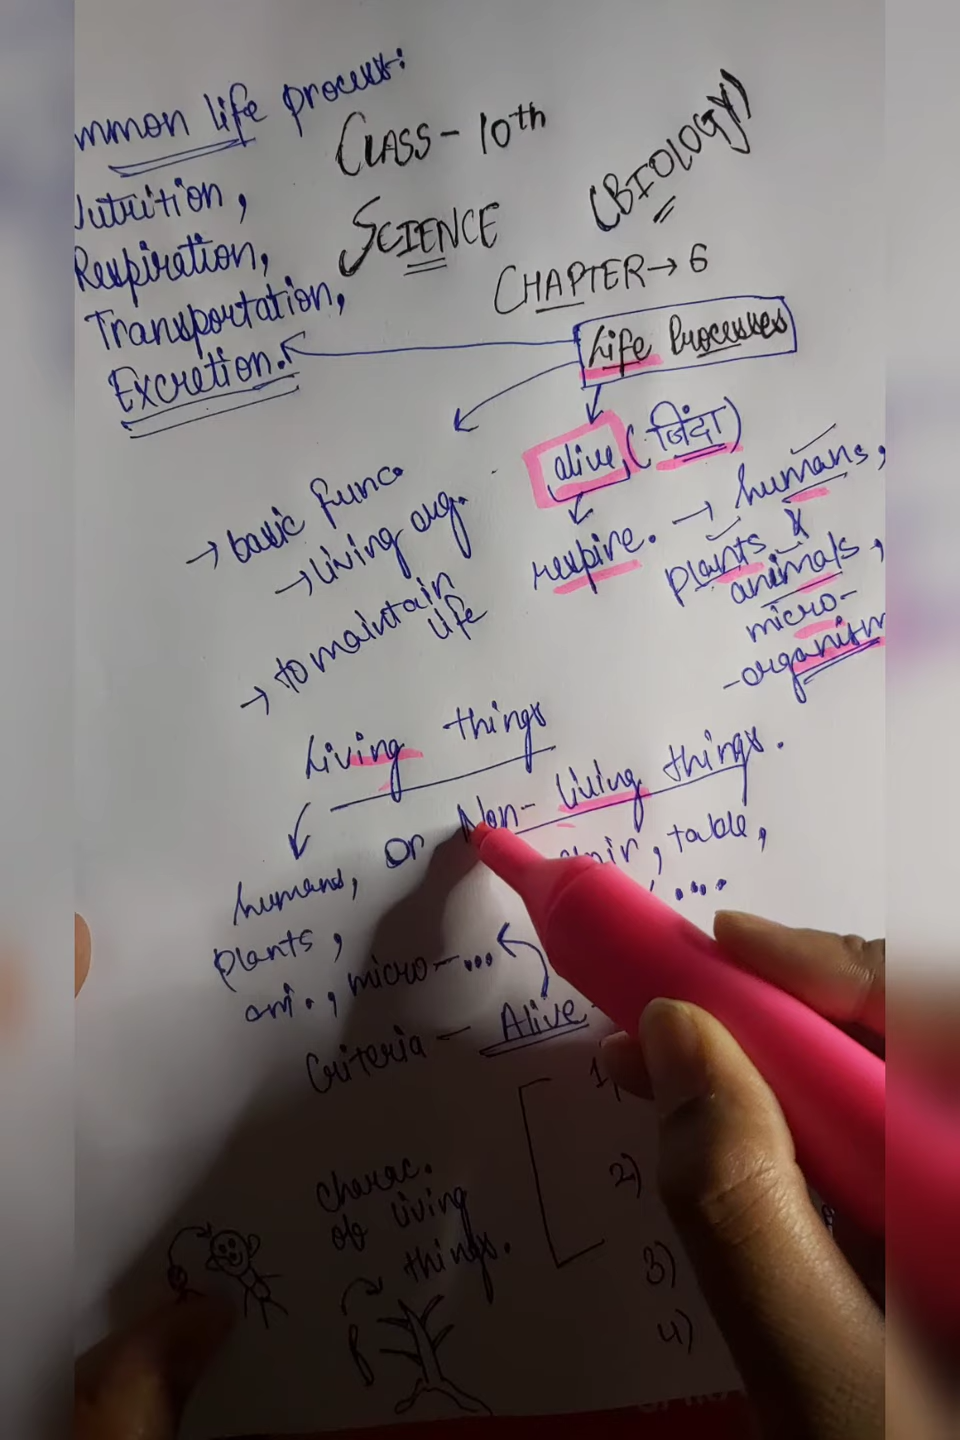 mmon life process:
Nutrition,
Respiretion,
Transportation,
Excretion.
CLASS - 10th
SCIENCE (BIOLOGY)
CHAPTER → 6
Life Processes
alive, (जिंदा)
respire. → humans,
plants &
animals,
micro-
-organism
→ basic func.
→ living org.
→ to maintain
life
Living things
or Non-living things.
humans,
plants,
ani., micro-...
table,
....
Criteria - Alive -
1)
2)
3)
4)
charac.
of living
things.